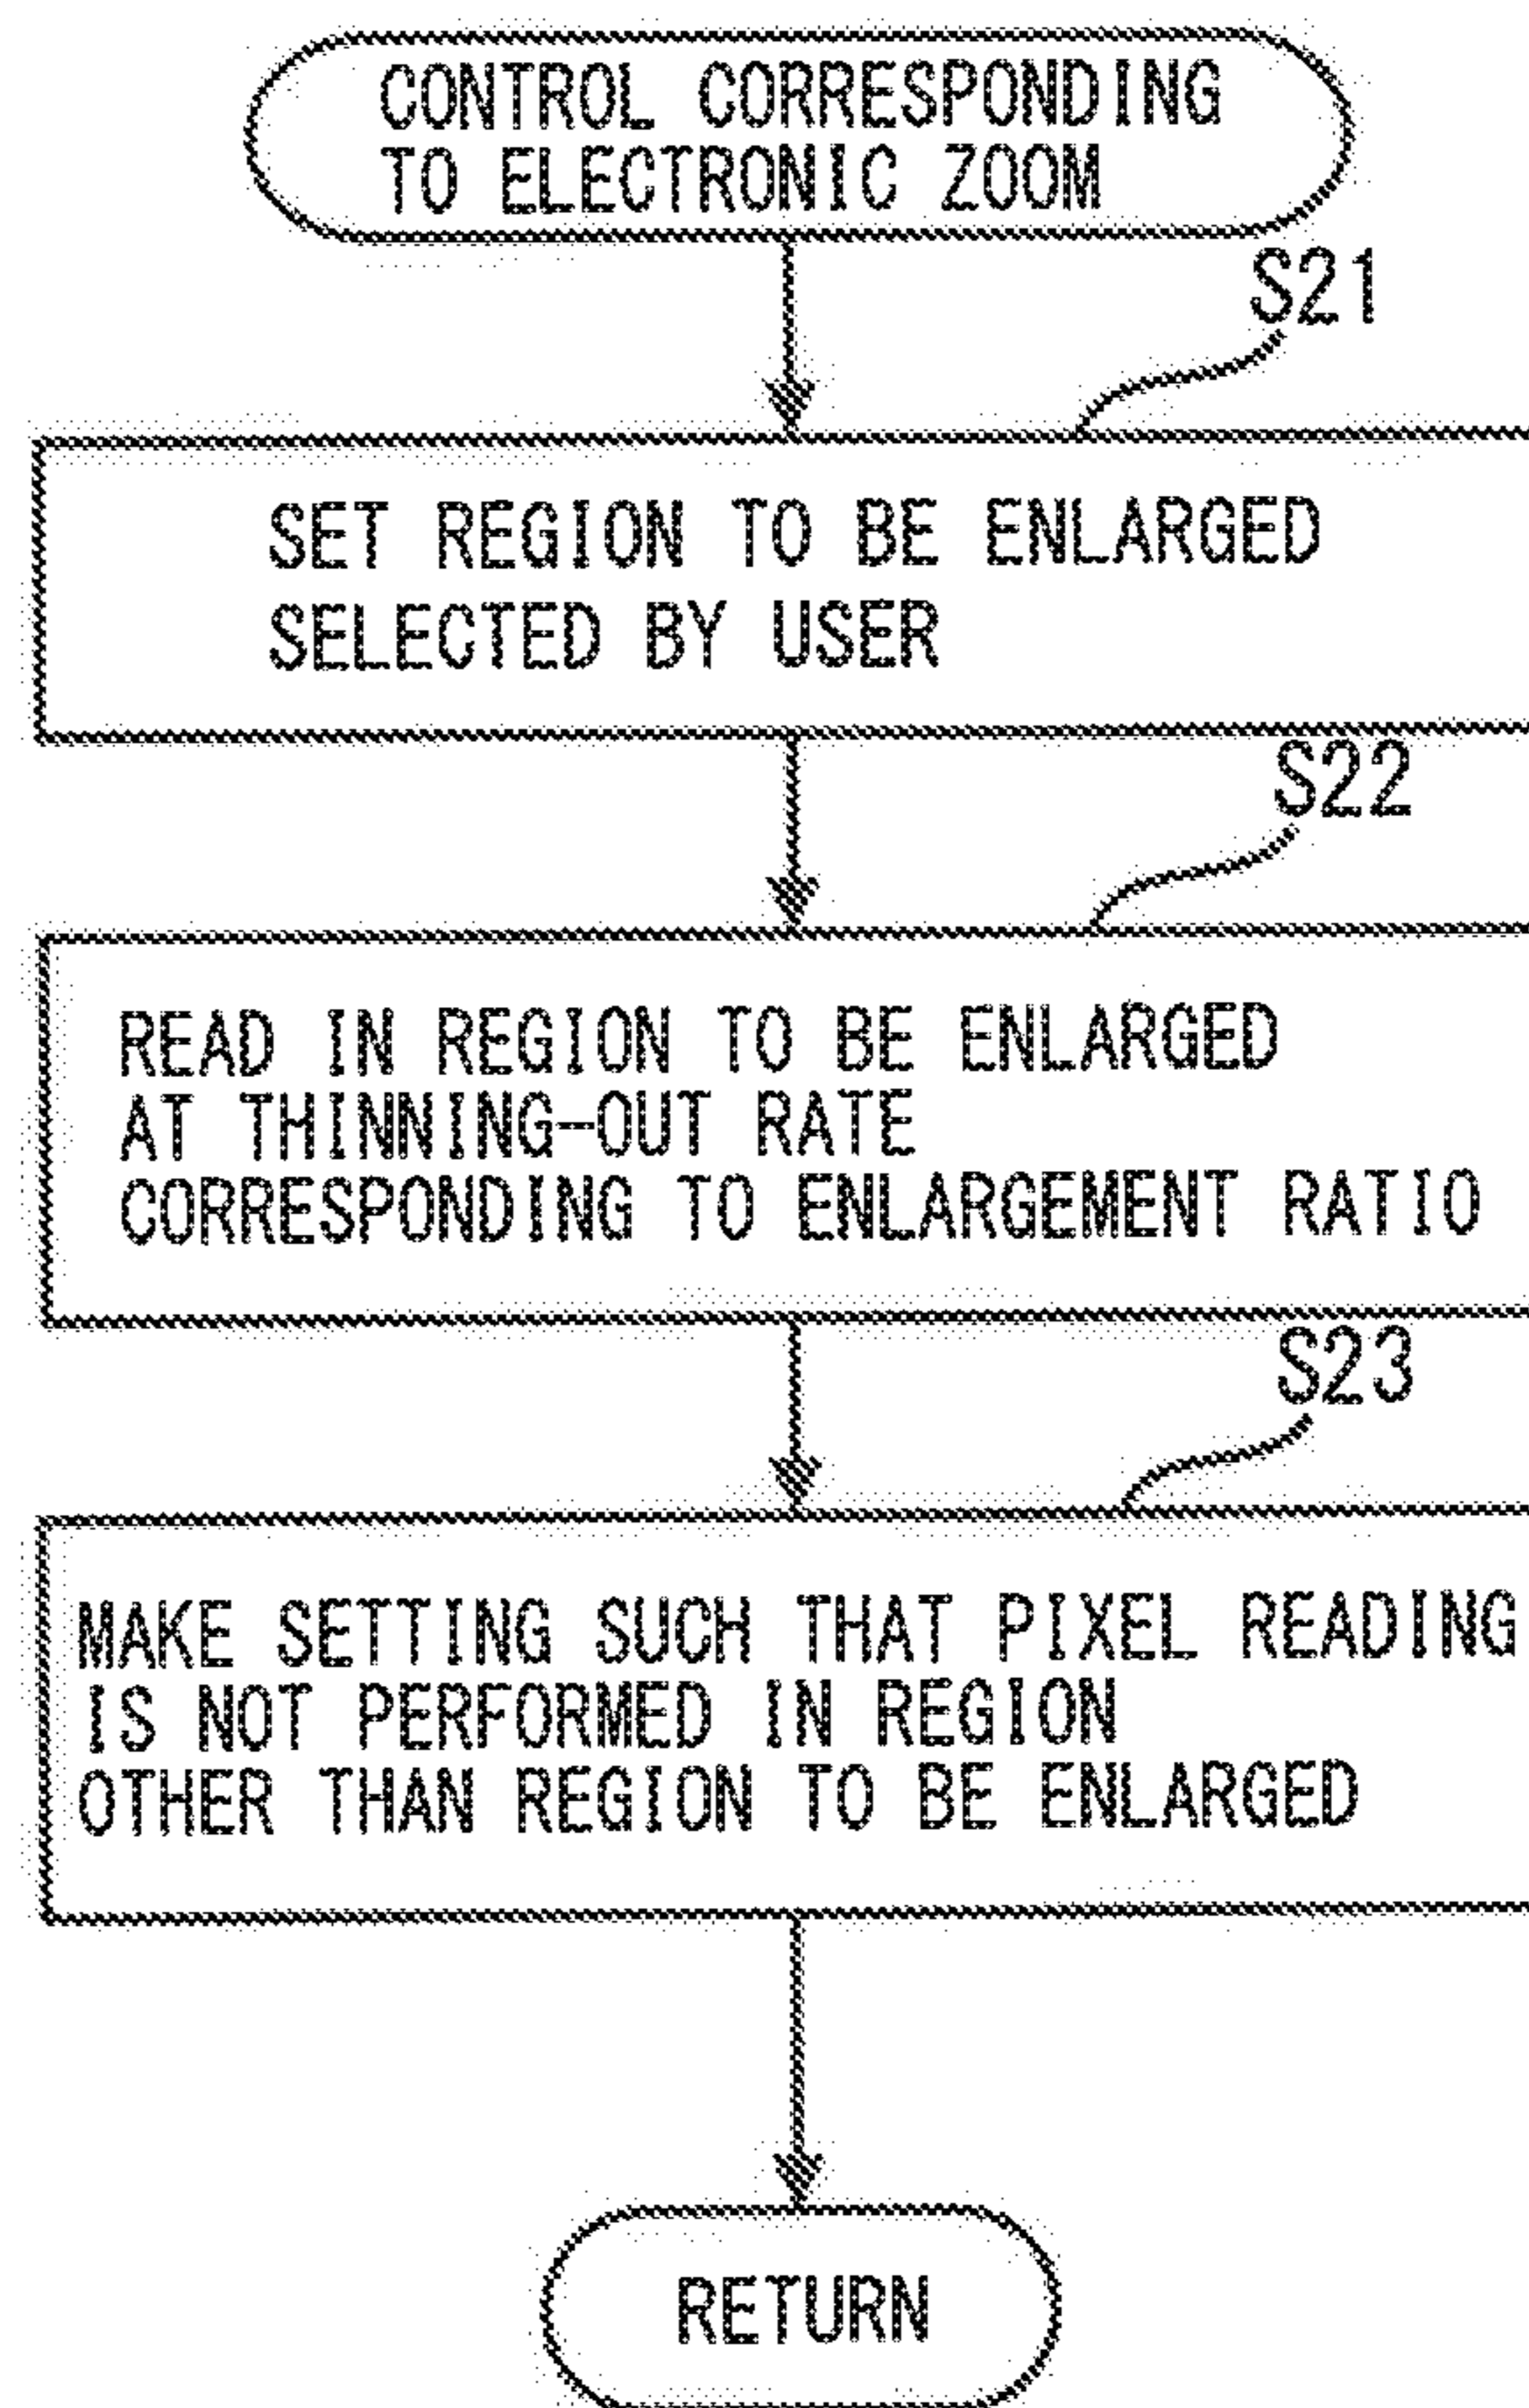 CONTROL CORRESPONDING
TO ELECTRONIC ZOOM
S21
SET REGION TO BE ENLARGED
SELECTED BY USER
S22
READ IN REGION TO BE ENLARGED
AT THINNING-OUT RATE
CORRESPONDING TO ENLARGEMENT RATIO
S23
MAKE SETTING SUCH THAT PIXEL READING
IS NOT PERFORMED IN REGION
OTHER THAN REGION TO BE ENLARGED
RETURN